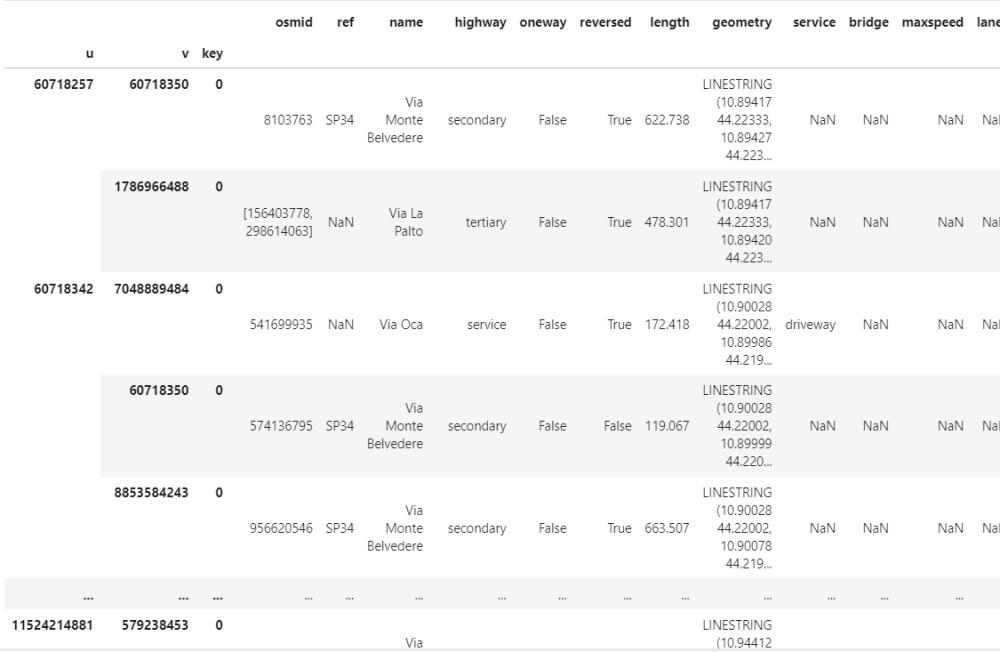 osmid ref name highway oneway reversed length geometry service bridge maxspeed lane
u v key
60718257 60718350 0 8103763 SP34 Via Monte Belvedere secondary False True 622.738 LINESTRING (10.89417 44.22333, 10.89427 44.223... NaN NaN NaN Na
1786966488 0 [156403778, 298614063] NaN Via La Palto tertiary False True 478.301 LINESTRING (10.89417 44.22333, 10.89420 44.223... NaN NaN NaN Na
60718342 7048889484 0 541699935 NaN Via Oca service False True 172.418 LINESTRING (10.90028 44.22002, 10.89986 44.219... driveway NaN NaN Na
60718350 0 574136795 SP34 Via Monte Belvedere secondary False False 119.067 LINESTRING (10.90028 44.22002, 10.89999 44.220... NaN NaN NaN Na
8853584243 0 956620546 SP34 Via Monte Belvedere secondary False True 663.507 LINESTRING (10.90028 44.22002, 10.90078 44.219... NaN NaN NaN Na
... ... ... ... ... ... ... ... ... ... ... ... ... ...
11524214881 579238453 0 Via LINESTRING (10.94412